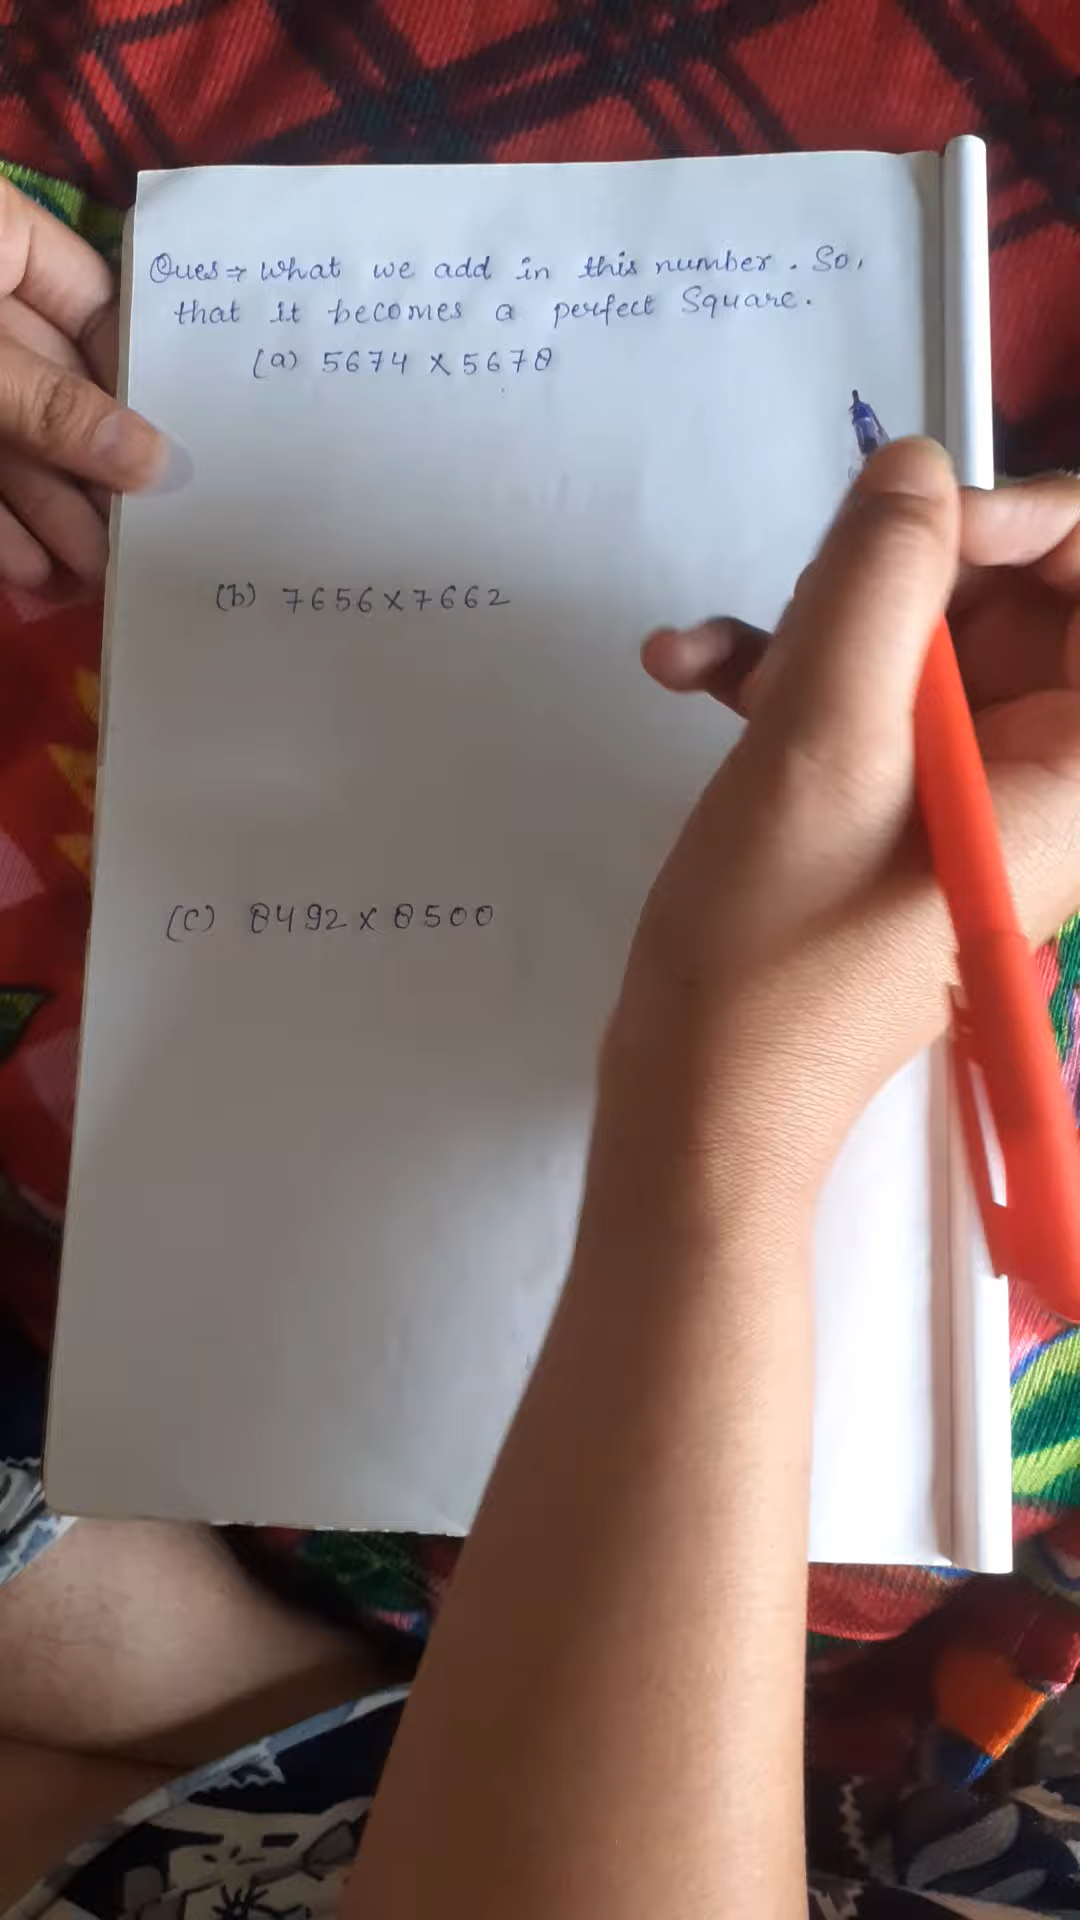 Ques⇒ What we add in this number. So,
that it becomes a perfect Square.
(a) 5674 × 5678
(b) 7656×7662
(c) 8492 × 8500